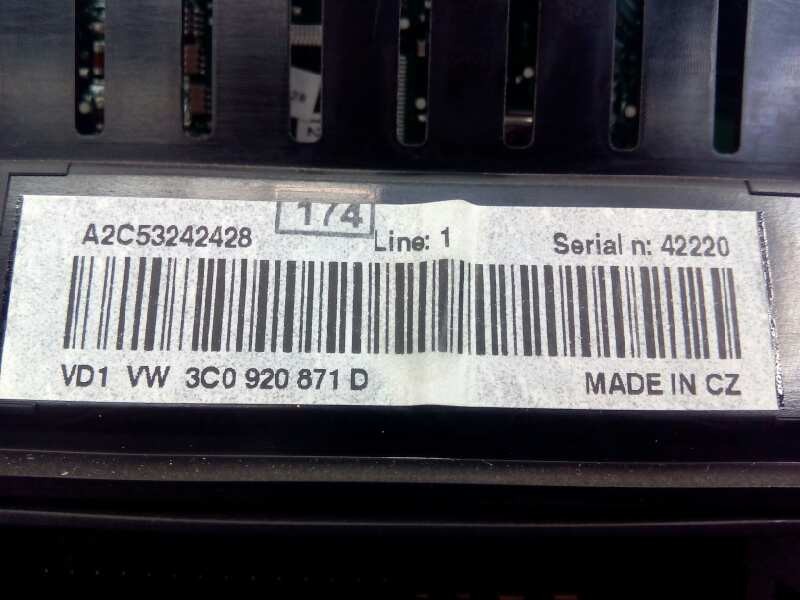 174
A2C53242428 Line: 1 Serial n: 42220
VD1 VW 3C0 920 871 D MADE IN CZ